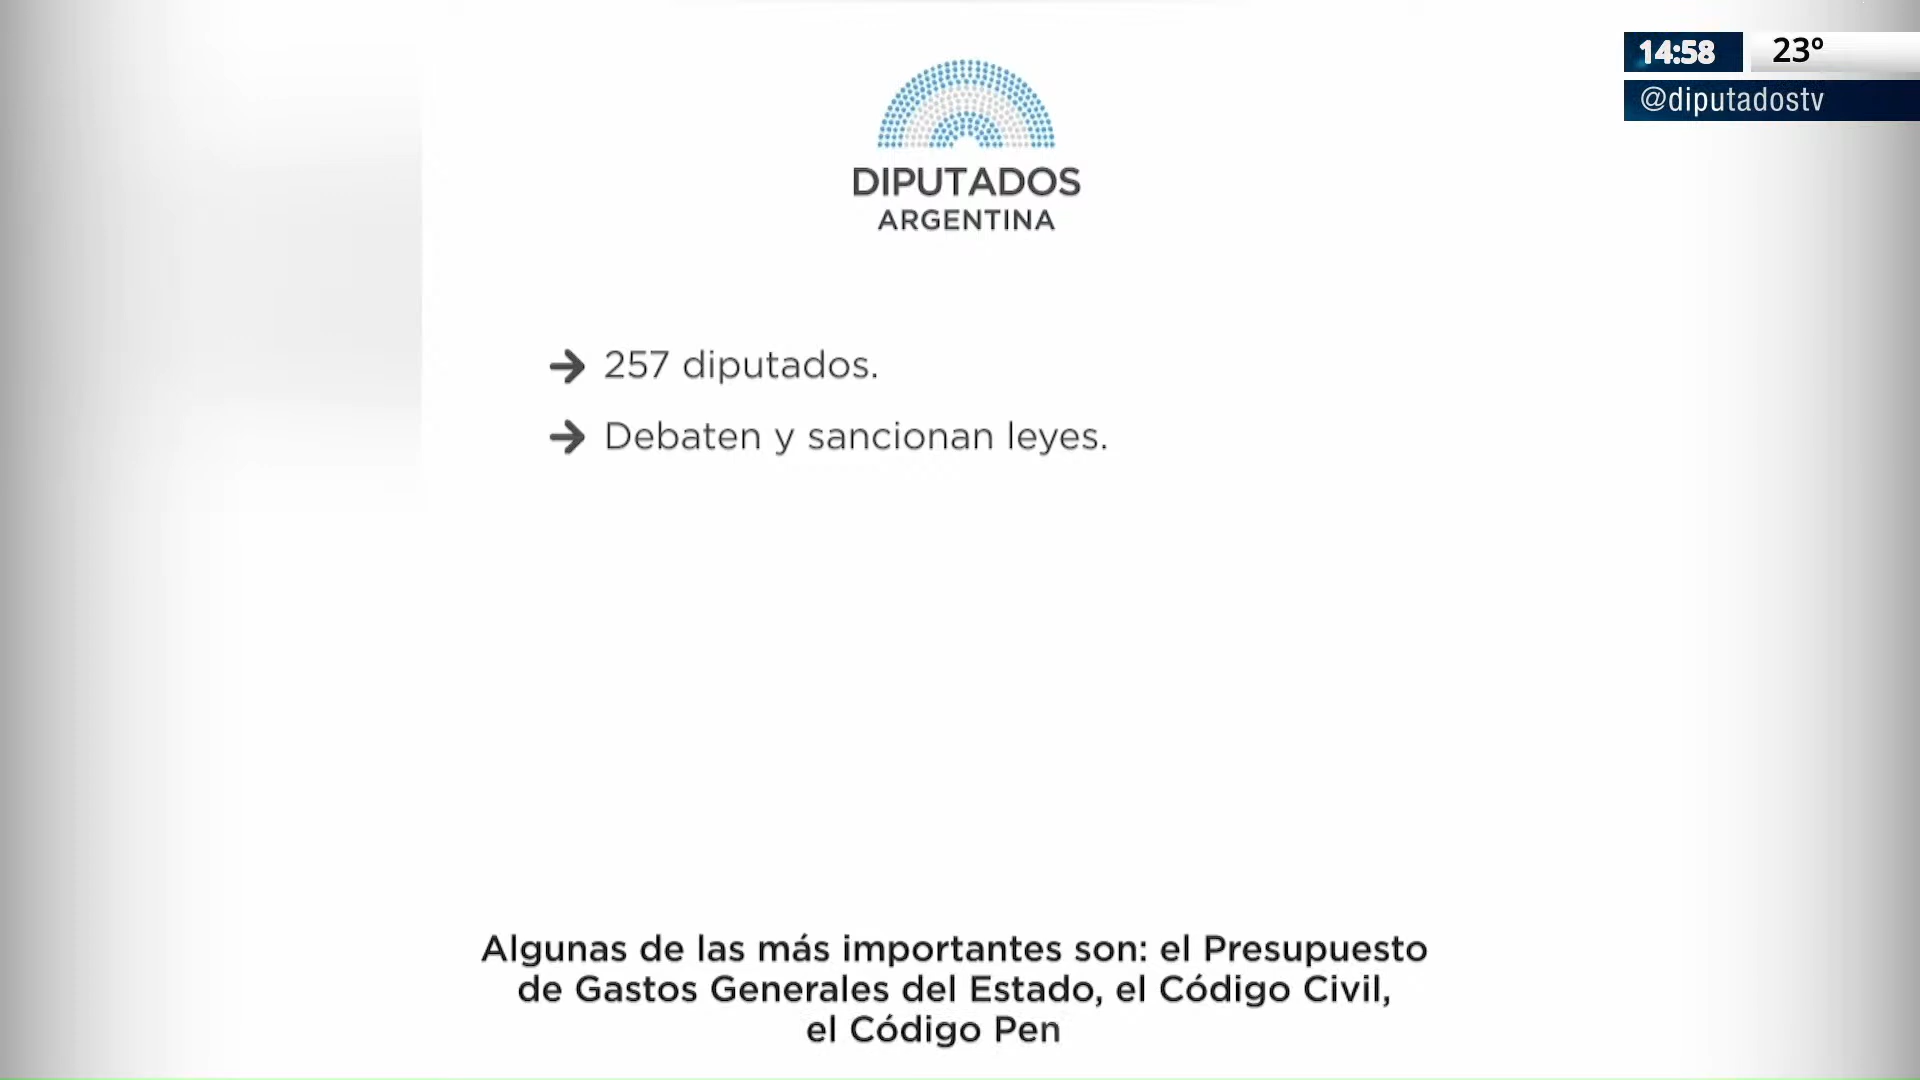 14:58 23º
@diputadostv
DIPUTADOS
ARGENTINA
→ 257 diputados.
→ Debaten y sancionan leyes.
Algunas de las más importantes son: el Presupuesto
de Gastos Generales del Estado, el Código Civil,
el Código Pen